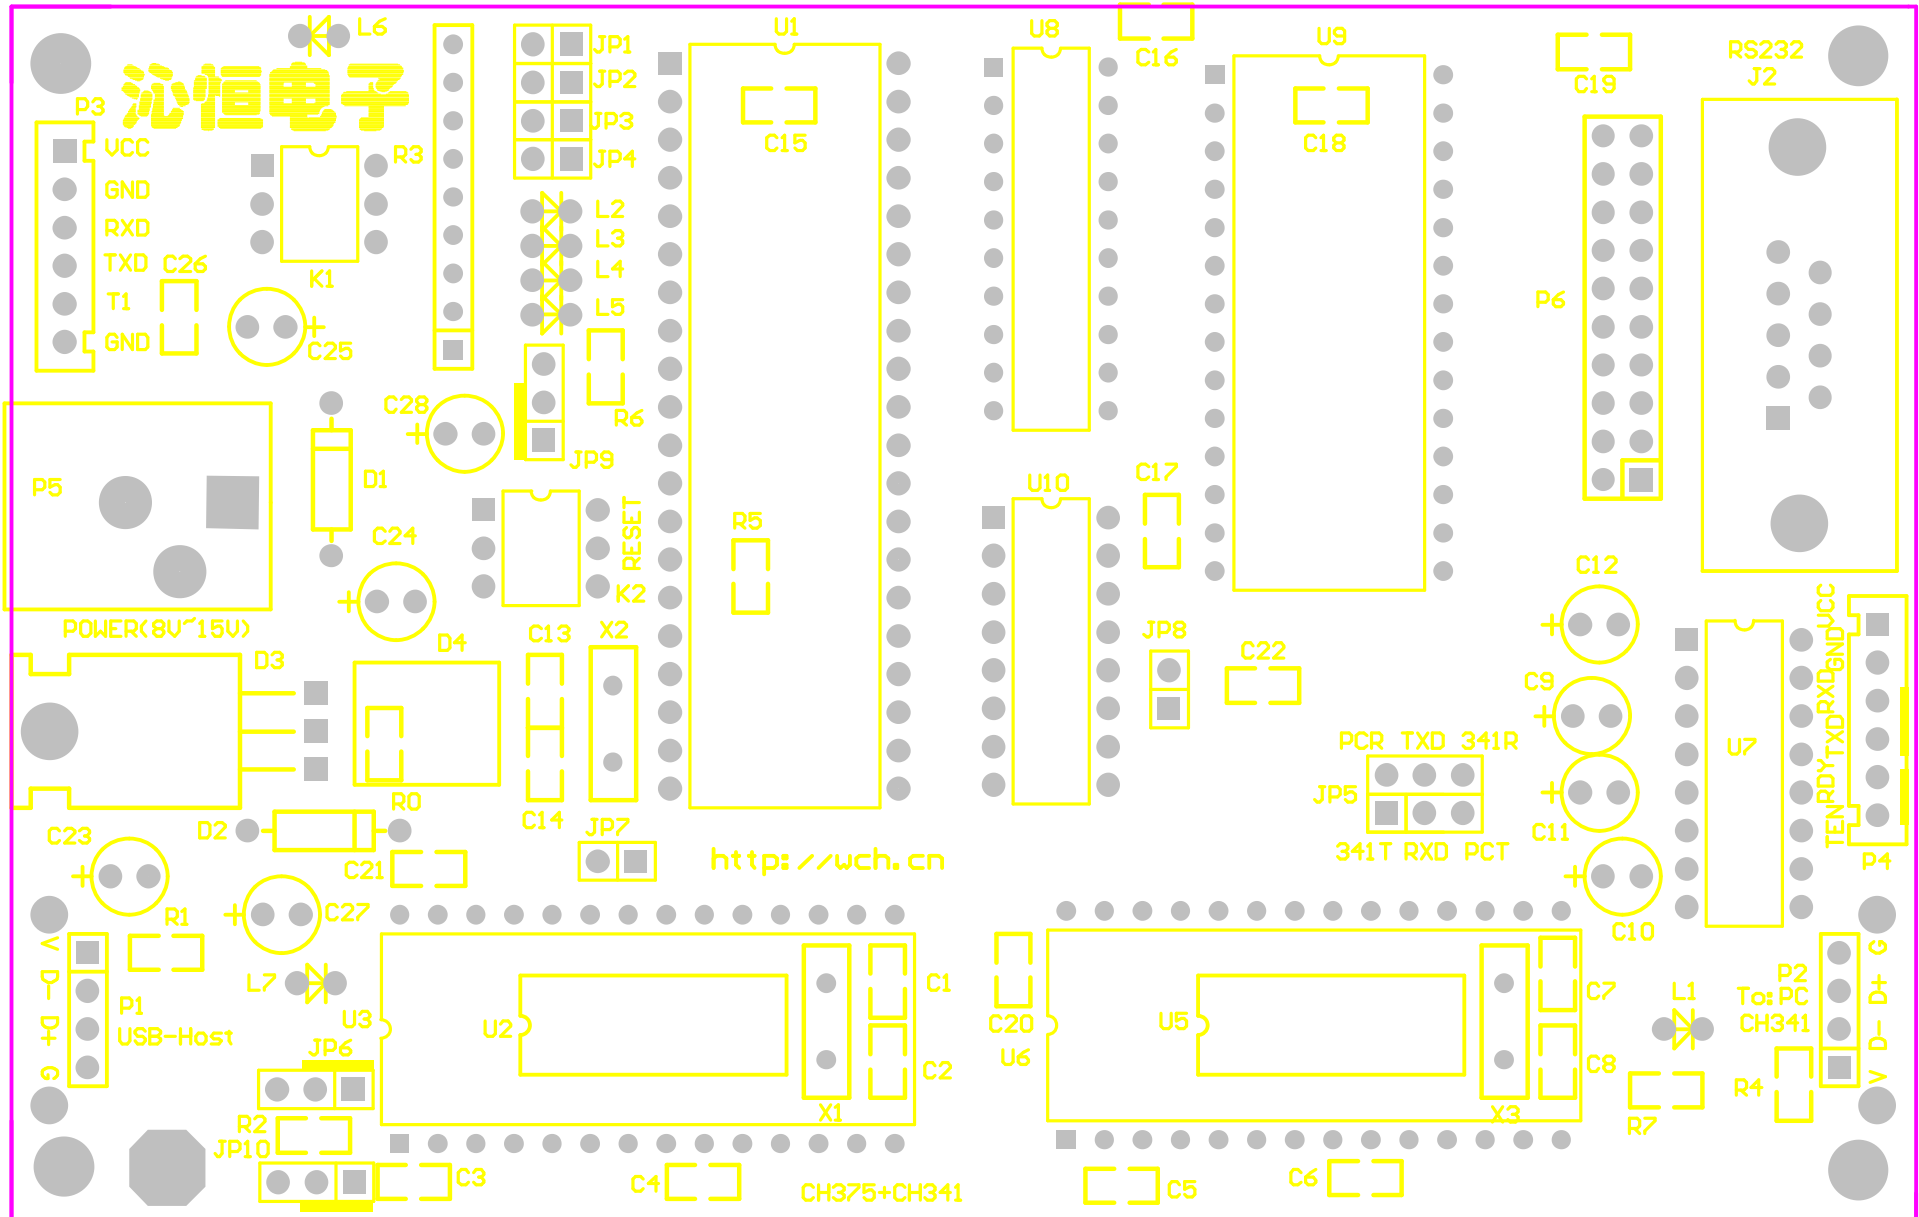 L6
JP1
U1
U8
C16
U9
C19
RS232
J2
沁恒电子
P3
JP2
JP3
JP4
C15
C18
VCC
R3
GND
RXD
TXD
T1
GND
C26
K1
C25
L2
L3
L4
L5
P6
C28
R6
JP9
P5
D1
C24
RESET
K2
R5
U10
C17
C12
POWER(8V~15V)
D3
D4
C13
X2
JP8
C22
C9
VCC
GND
RXD
TXD
RDY
TEN
PCR TXD 341R
JP5
341T RXD PCT
U7
C11
P4
R0
C14
JP7
C23
D2
C21
http://wch.cn
R1
C27
C10
V
D-
D+
G
P1
USB-Host
L7
U3
U2
C1
C2
X1
C20
U6
U5
C7
C8
X3
L1
P2
To:PC
CH341
G
D+
D-
V
R4
R7
JP6
R2
JP10
C3
C4
CH375+CH341
C5
C6